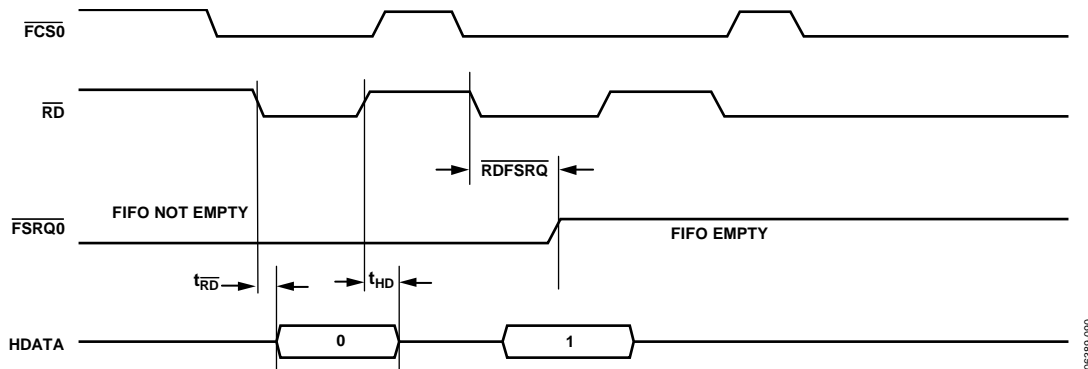 FCS0
RD
RDFSRQ
FIFO NOT EMPTY
FSRQ0
FIFO EMPTY
tRD
tHD
HDATA
0
1